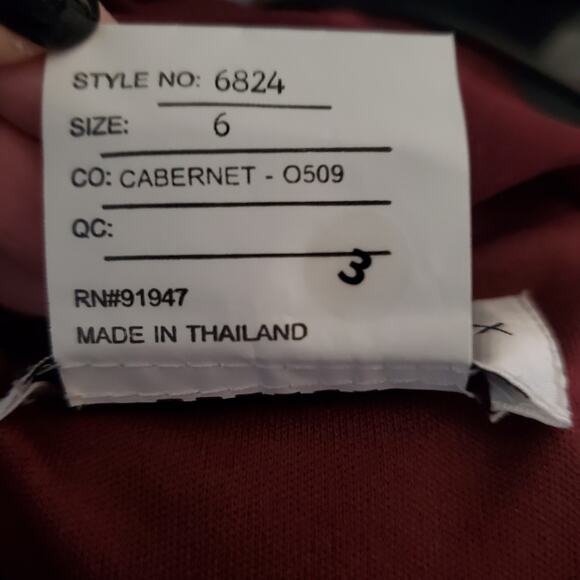 STYLE NO: 6824
SIZE: 6
CO: CABERNET - O509
QC:
3
RN#91947
MADE IN THAILAND
X